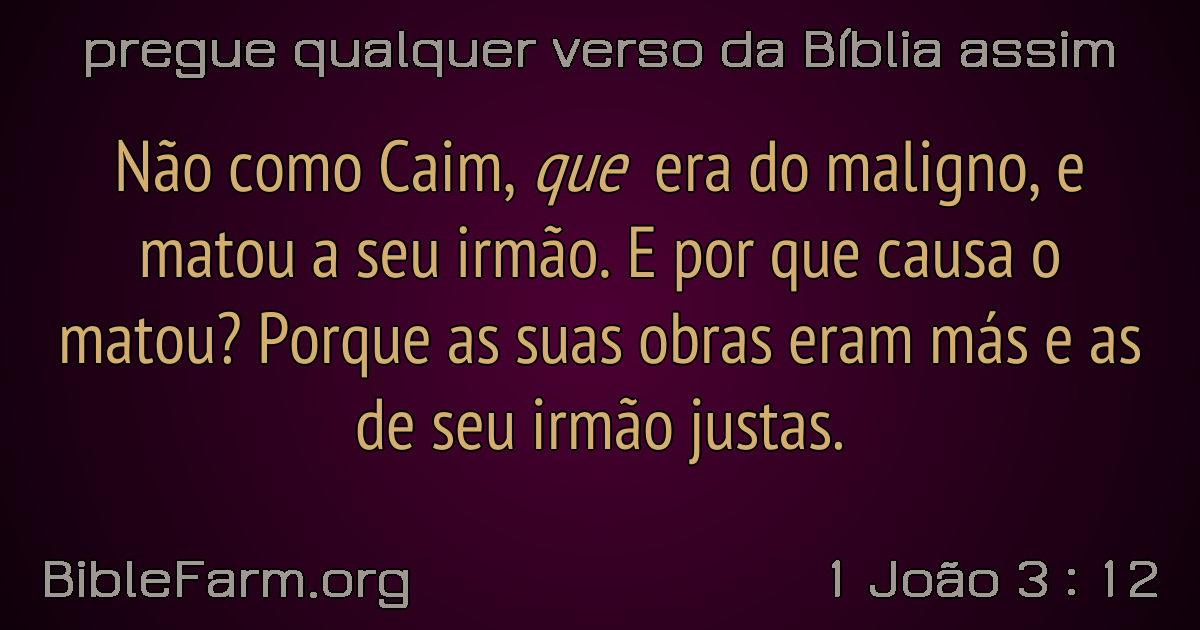 pregue qualquer verso da Bíblia assim
Não como Caim, que era do maligno, e
matou a seu irmão. E por que causa o
matou? Porque as suas obras eram más e as
de seu irmão justas.
BibleFarm.org
1 João 3 : 12